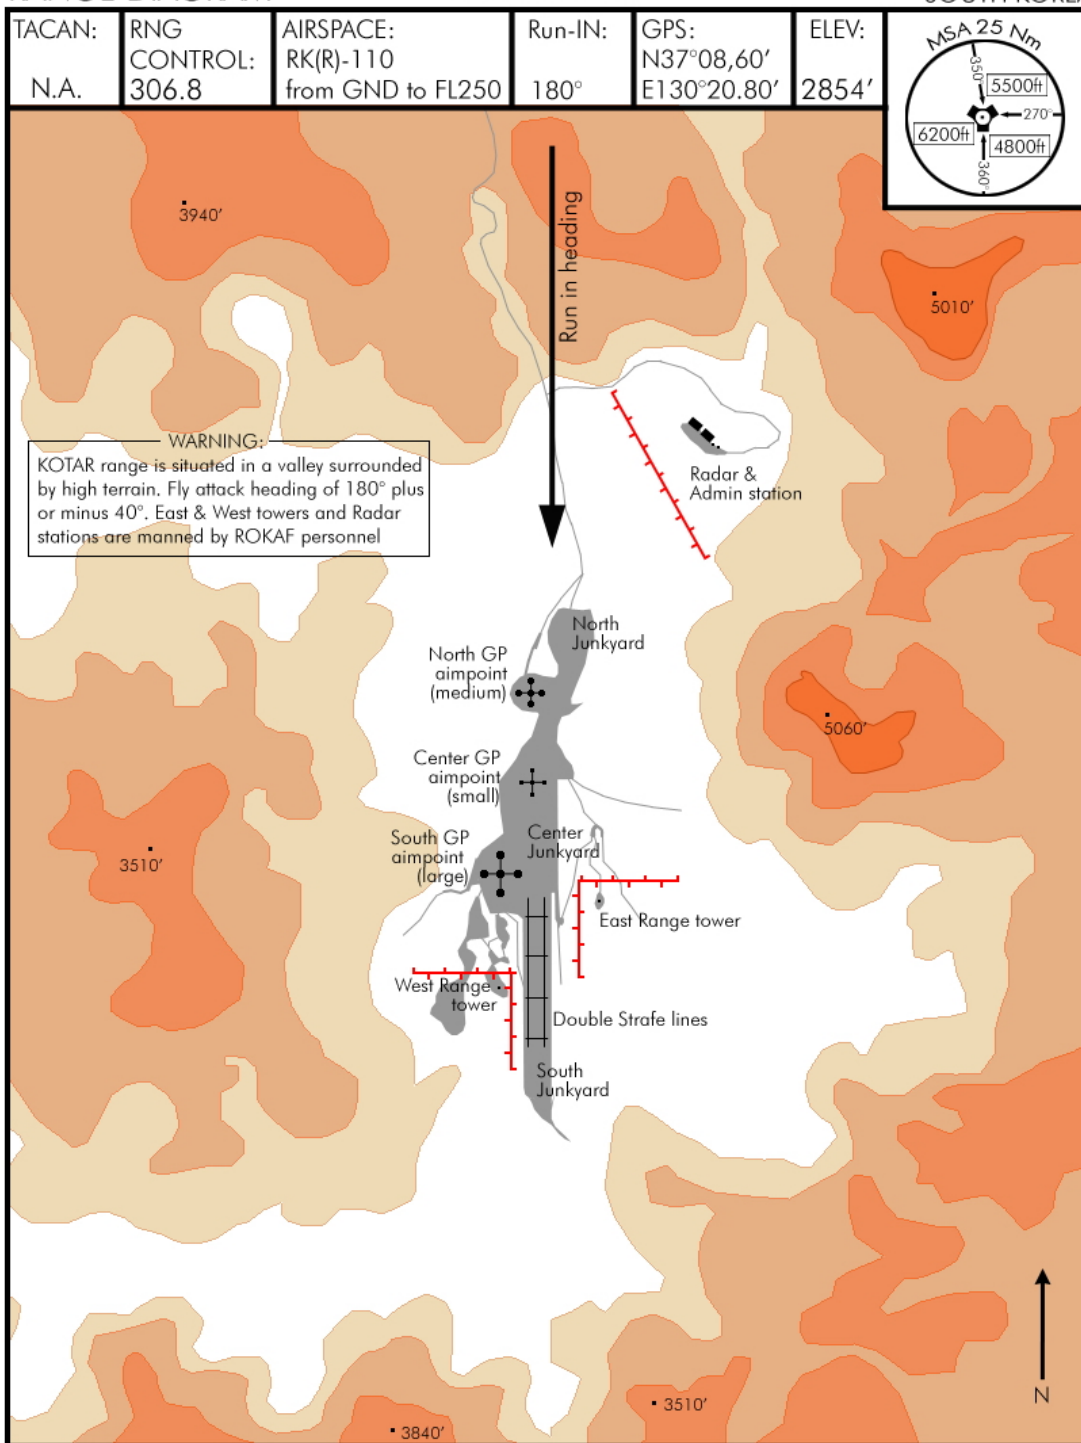 TACAN:
N.A.
RNG
CONTROL:
306.8
AIRSPACE:
RK(R)-110
from GND to FL250
Run-IN:
180°
GPS:
N37°08,60'
E130°20.80'
ELEV:
2854'
MSA 25 Nm
350°
5500ft
270°
6200ft
4800ft
360°
3940'
Run in heading
5010'
WARNING:
KOTAR range is situated in a valley surrounded
by high terrain. Fly attack heading of 180° plus
or minus 40°. East & West towers and Radar
stations are manned by ROKAF personnel
Radar &
Admin station
North
Junkyard
North GP
aimpoint
(medium)
5060'
Center GP
aimpoint
(small)
Center
Junkyard
South GP
aimpoint
(large)
3510'
East Range tower
West Range
tower
Double Strafe lines
South
Junkyard
N
3510'
3840'